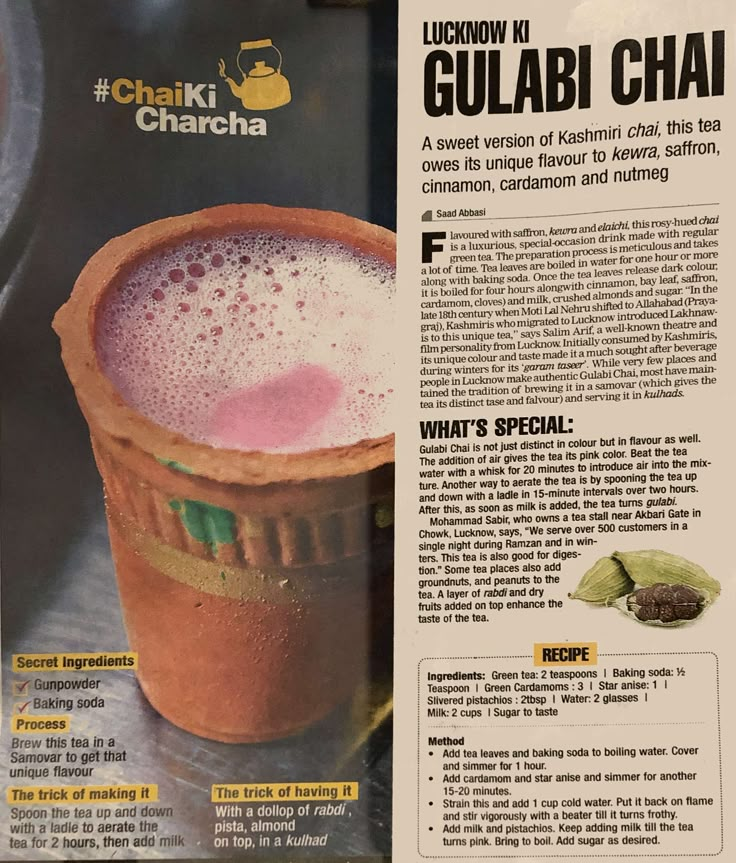 #ChaiKi
Charcha
Secret Ingredients
Gunpowder
Baking soda
Process
Brew this tea in a
Samovar to get that
unique flavour
The trick of making it
Spoon the tea up and down
with a ladle to aerate the
tea for 2 hours, then add milk
The trick of having it
With a dollop of rabdi,
pista, almond
on top, in a kulhad
LUCKNOW KI
GULABI CHAI
A sweet version of Kashmiri chai, this tea
owes its unique flavour to kewra, saffron,
cinnamon, cardamom and nutmeg
Saad Abbasi
Flavoured with saffron, kewra and elaichi, this rosy-hued chai
is a luxurious, special-occasion drink made with regular
green tea. The preparation process is meticulous and takes
a lot of time. Tea leaves are boiled in water for one hour or more
along with baking soda. Once the tea leaves release dark colour,
it is boiled for four hours alongwith cinnamon, bay leaf, saffron,
cardamom, cloves) and milk, crushed almonds and sugar. "In the
late 18th century when Moti Lal Nehru shifted to Allahabad (Praya-
graj), Kashmiris who migrated to Lucknow introduced Lakhnaw-
is to this unique tea," says Salim Arif, a well-known theatre and
film personality from Lucknow. Initially consumed by Kashmiris,
its unique colour and taste made it a much sought after beverage
during winters for its 'garam taseer'. While very few places and
people in Lucknow make authentic Gulabi Chai, most have main-
tained the tradition of brewing it in a samovar (which gives the
tea its distinct tase and falvour) and serving it in kulhads.
WHAT'S SPECIAL:
Gulabi Chai is not just distinct in colour but in flavour as well.
The addition of air gives the tea its pink color. Beat the tea
water with a whisk for 20 minutes to introduce air into the mix-
ture. Another way to aerate the tea is by spooning the tea up
and down with a ladle in 15-minute intervals over two hours.
After this, as soon as milk is added, the tea turns gulabi.
Mohammad Sabir, who owns a tea stall near Akbari Gate in
Chowk, Lucknow, says, "We serve over 500 customers in a
single night during Ramzan and in win-
ters. This tea is also good for diges-
tion." Some tea places also add
groundnuts, and peanuts to the
tea. A layer of rabdi and dry
fruits added on top enhance the
taste of the tea.
RECIPE
Ingredients: Green tea: 2 teaspoons | Baking soda: ½
Teaspoon | Green Cardamoms : 3 | Star anise: 1 |
Slivered pistachios : 2tbsp | Water: 2 glasses |
Milk: 2 cups | Sugar to taste
Method
• Add tea leaves and baking soda to boiling water. Cover
and simmer for 1 hour.
• Add cardamom and star anise and simmer for another
15-20 minutes.
• Strain this and add 1 cup cold water. Put it back on flame
and stir vigorously with a beater till it turns frothy.
• Add milk and pistachios. Keep adding milk till the tea
turns pink. Bring to boil. Add sugar as desired.